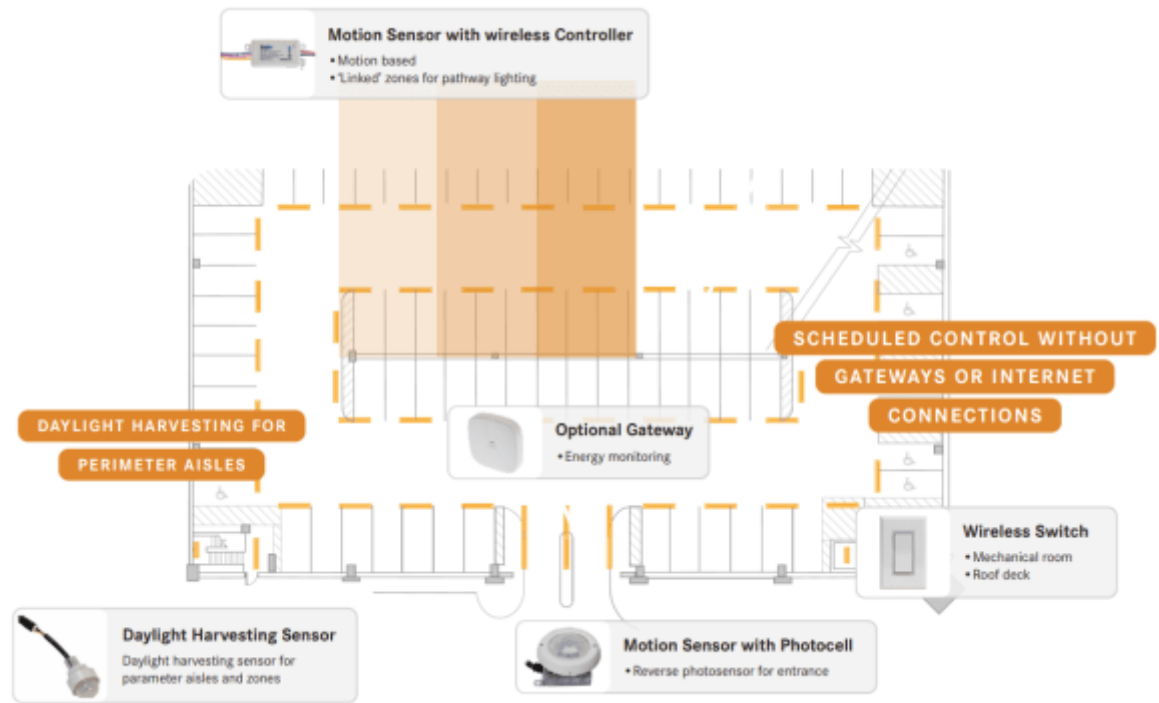 Motion Sensor with wireless Controller
• Motion based
• 'Linked' zones for pathway lighting
SCHEDULED CONTROL WITHOUT
GATEWAYS OR INTERNET
CONNECTIONS
DAYLIGHT HARVESTING FOR
PERIMETER AISLES
Optional Gateway
• Energy monitoring
Wireless Switch
• Mechanical room
• Roof deck
Daylight Harvesting Sensor
Daylight harvesting sensor for
parameter aisles and zones
Motion Sensor with Photocell
• Reverse photosensor for entrance